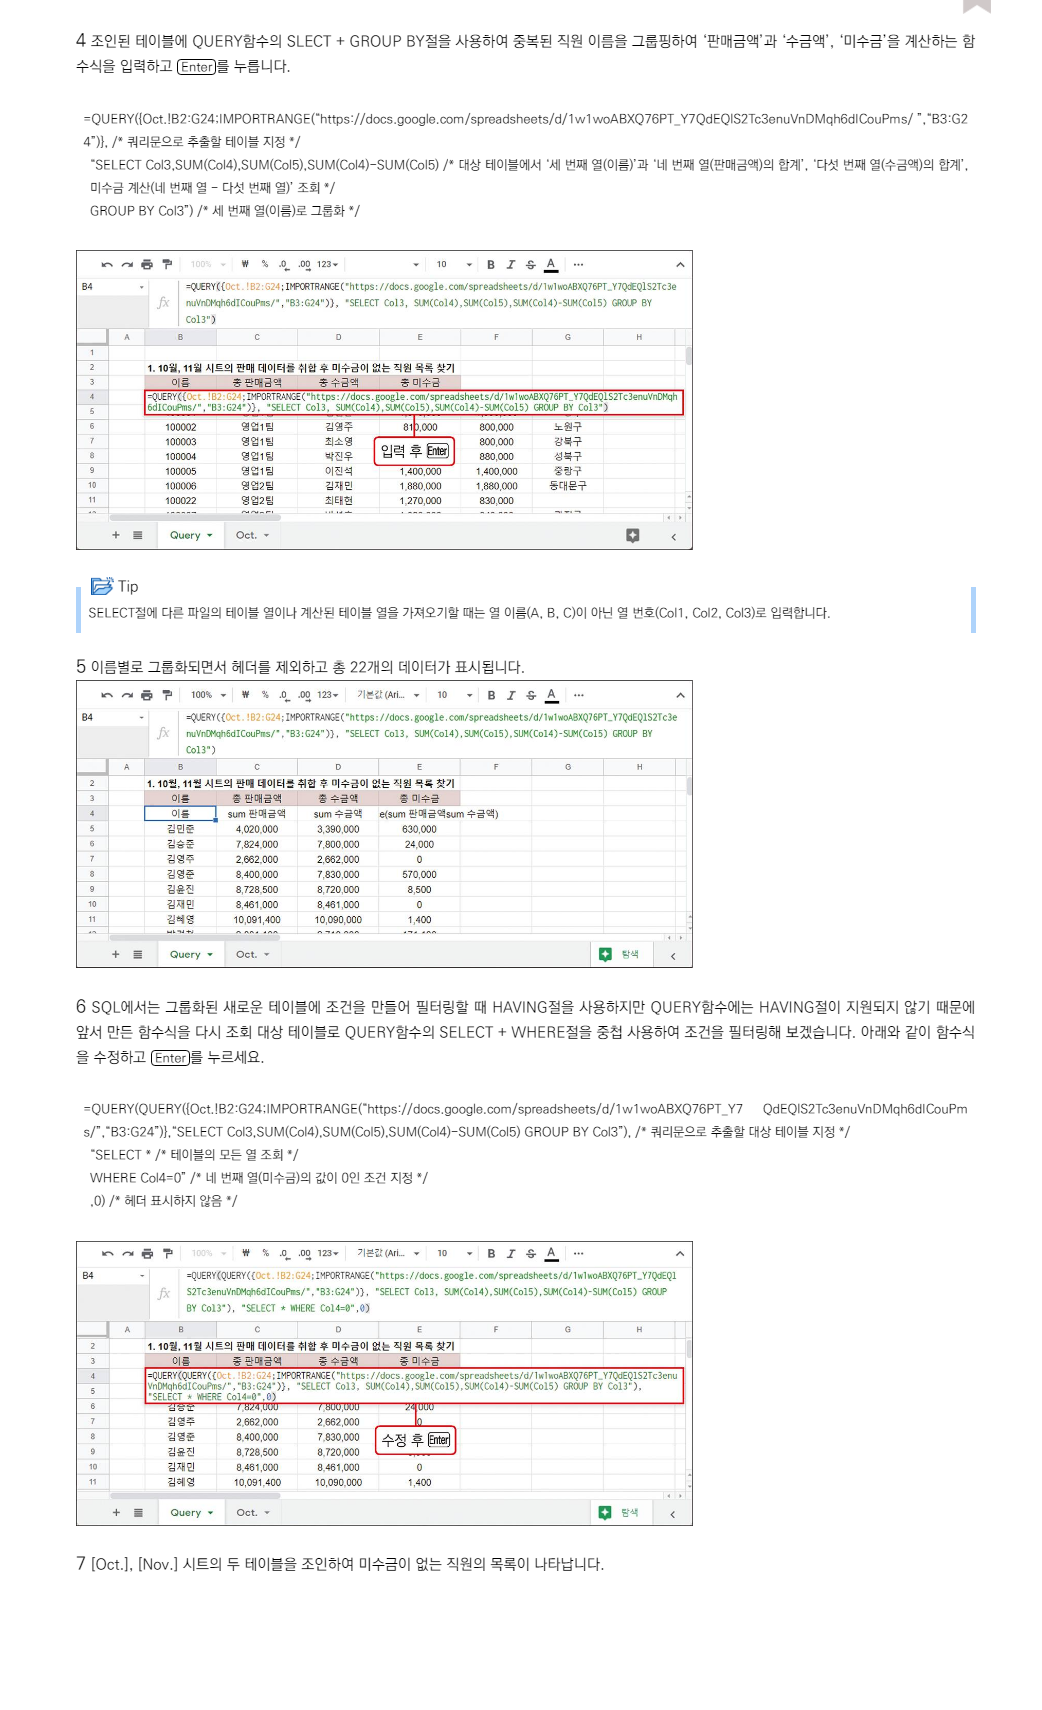 4 조인된 테이블에 QUERY함수의 SLECT + GROUP BY절을 사용하여 중복된 직원 이름을 그룹핑하여 ‘판매금액’과 ‘수금액’, ‘미수금’을 계산하는 함
수식을 입력하고 Enter를 누릅니다.
=QUERY({Oct.!B2:G24;IMPORTRANGE(“https://docs.google.com/spreadsheets/d/1w1woABXQ76PT_Y7QdEQlS2Tc3enuVnDMqh6dICouPms/ ”,“B3:G2
4”)}, /* 쿼리문으로 추출할 테이블 지정 */
“SELECT Col3,SUM(Col4),SUM(Col5),SUM(Col4)-SUM(Col5) /* 대상 테이블에서 ‘세 번째 열(이름)’과 ‘네 번째 열(판매금액)의 합계’, ‘다섯 번째 열(수금액)의 합계’,
미수금 계산(네 번째 열 - 다섯 번째 열)’ 조회 */
GROUP BY Col3”) /* 세 번째 열(이름)로 그룹화 */
100% ₩ % .0 .00 123 10 B I S A
B4 =QUERY({Oct.!B2:G24;IMPORTRANGE("https://docs.google.com/spreadsheets/d/1w1woABXQ76PT_Y7QdEQlS2Tc3e
fx nuVnDMqh6dICouPms/","B3:G24")}, "SELECT Col3, SUM(Col4),SUM(Col5),SUM(Col4)-SUM(Col5) GROUP BY
Col3")
A B C D E F G H
1
2 1. 10월, 11월 시트의 판매 데이터를 취합 후 미수금이 없는 직원 목록 찾기
3 이름 총 판매금액 총 수금액 총 미수금
4 =QUERY({Oct.!B2:G24;IMPORTRANGE("https://docs.google.com/spreadsheets/d/1w1woABXQ76PT_Y7QdEQlS2Tc3enuVnDMqh
5 6dICouPms/","B3:G24")}, "SELECT Col3, SUM(Col4),SUM(Col5),SUM(Col4)-SUM(Col5) GROUP BY Col3")
6 100002 영업1팀 김영주 810,000 800,000 노원구
7 100003 영업1팀 최소영 800,000 강북구
8 100004 영업1팀 박진우 880,000 성북구
입력 후 Enter
9 100005 영업1팀 이진석 1,400,000 1,400,000 중랑구
10 100006 영업2팀 김재민 1,880,000 1,880,000 동대문구
11 100022 영업2팀 최태현 1,270,000 830,000
+ Query Oct.
Tip
SELECT절에 다른 파일의 테이블 열이나 계산된 테이블 열을 가져오기할 때는 열 이름(A, B, C)이 아닌 열 번호(Col1, Col2, Col3)로 입력합니다.
5 이름별로 그룹화되면서 헤더를 제외하고 총 22개의 데이터가 표시됩니다.
100% ₩ % .0 .00 123 기본값 (Ari... 10 B I S A
B4 =QUERY({Oct.!B2:G24;IMPORTRANGE("https://docs.google.com/spreadsheets/d/1w1woABXQ76PT_Y7QdEQlS2Tc3e
fx nuVnDMqh6dICouPms/","B3:G24")}, "SELECT Col3, SUM(Col4),SUM(Col5),SUM(Col4)-SUM(Col5) GROUP BY
Col3")
A B C D E F G H
2 1. 10월, 11월 시트의 판매 데이터를 취합 후 미수금이 없는 직원 목록 찾기
3 이름 총 판매금액 총 수금액 총 미수금
4 이름 sum 판매금액 sum 수금액 e(sum 판매금액sum 수금액)
5 김민준 4,020,000 3,390,000 630,000
6 김승준 7,824,000 7,800,000 24,000
7 김영주 2,662,000 2,662,000 0
8 김영준 8,400,000 7,830,000 570,000
9 김윤진 8,728,500 8,720,000 8,500
10 김재민 8,461,000 8,461,000 0
11 김혜영 10,091,400 10,090,000 1,400
+ Query Oct. 탐색
6 SQL에서는 그룹화된 새로운 테이블에 조건을 만들어 필터링할 때 HAVING절을 사용하지만 QUERY함수에는 HAVING절이 지원되지 않기 때문에
앞서 만든 함수식을 다시 조회 대상 테이블로 QUERY함수의 SELECT + WHERE절을 중첩 사용하여 조건을 필터링해 보겠습니다. 아래와 같이 함수식
을 수정하고 Enter를 누르세요.
=QUERY(QUERY({Oct.!B2:G24;IMPORTRANGE(“https://docs.google.com/spreadsheets/d/1w1woABXQ76PT_Y7 QdEQlS2Tc3enuVnDMqh6dICouPm
s/”,“B3:G24”)},“SELECT Col3,SUM(Col4),SUM(Col5),SUM(Col4)-SUM(Col5) GROUP BY Col3”), /* 쿼리문으로 추출할 대상 테이블 지정 */
“SELECT * /* 테이블의 모든 열 조회 */
WHERE Col4=0” /* 네 번째 열(미수금)의 값이 0인 조건 지정 */
,0) /* 헤더 표시하지 않음 */
100% ₩ % .0 .00 123 기본값 (Ari... 10 B I S A
B4 =QUERY(QUERY({Oct.!B2:G24;IMPORTRANGE("https://docs.google.com/spreadsheets/d/1w1woABXQ76PT_Y7QdEQl
fx S2Tc3enuVnDMqh6dICouPms/","B3:G24")}, "SELECT Col3, SUM(Col4),SUM(Col5),SUM(Col4)-SUM(Col5) GROUP
BY Col3"), "SELECT * WHERE Col4=0",0)
A B C D E F G H
2 1. 10월, 11월 시트의 판매 데이터를 취합 후 미수금이 없는 직원 목록 찾기
3 이름 총 판매금액 총 수금액 총 미수금
4 =QUERY(QUERY({Oct.!B2:G24;IMPORTRANGE("https://docs.google.com/spreadsheets/d/1w1woABXQ76PT_Y7QdEQlS2Tc3enu
5 VnDMqh6dICouPms/","B3:G24")}, "SELECT Col3, SUM(Col4),SUM(Col5),SUM(Col4)-SUM(Col5) GROUP BY Col3"),
"SELECT * WHERE Col4=0",0)
6 김승준 7,824,000 7,800,000 24,000
7 김영주 2,662,000 2,662,000 0
8 김영준 8,400,000 7,830,000
수정 후 Enter
9 김윤진 8,728,500 8,720,000
10 김재민 8,461,000 8,461,000 0
11 김혜영 10,091,400 10,090,000 1,400
+ Query Oct. 탐색
7 [Oct.], [Nov.] 시트의 두 테이블을 조인하여 미수금이 없는 직원의 목록이 나타납니다.